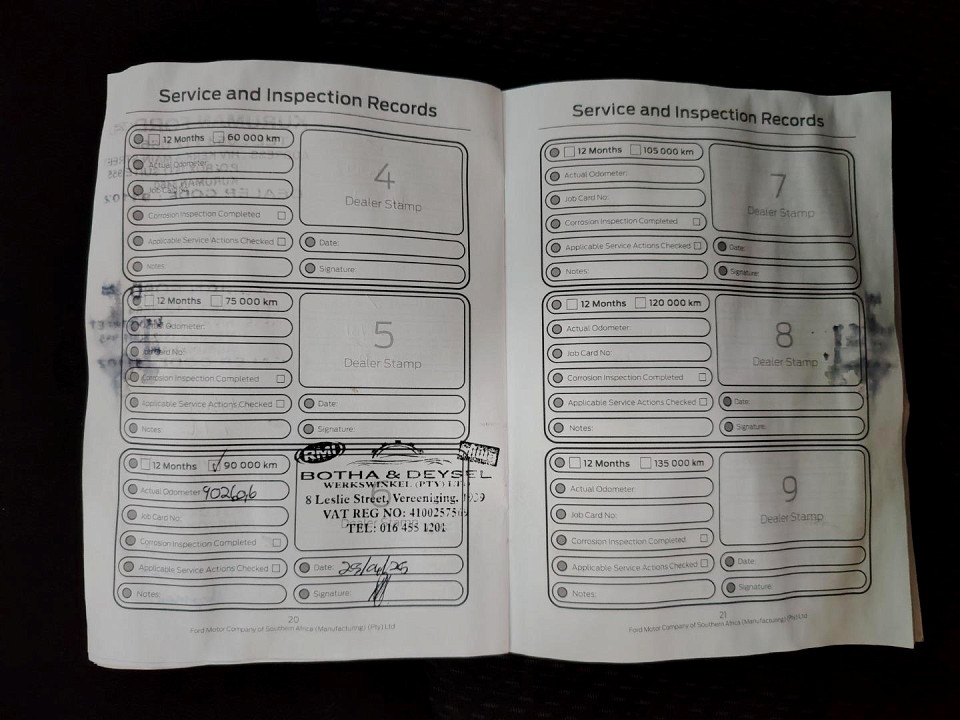 Service and Inspection Records
12 Months 60 000 km
Actual Odometer:
Job Card No:
Corrosion Inspection Completed
Applicable Service Actions Checked
Notes:
4
Dealer Stamp
Date:
Signature:
12 Months 75 000 km
Actual Odometer:
Job Card No:
Corrosion Inspection Completed
Applicable Service Actions Checked
Notes:
5
Dealer Stamp
Date:
Signature:
12 Months ✓ 90 000 km
Actual Odometer:
Job Card No:
Corrosion Inspection Completed
Applicable Service Actions Checked
Notes:
6
Dealer Stamp
RMI
BOTHA & DEYSEL
WERKSWINKEL (PTY) LTD
8 Leslie Street, Vereeniging, 1939
VAT REG NO:
TEL: 016 455 1201
Date:
Signature:
20
Ford Motor Company of Southern Africa (Manufacturing) (Pty) Ltd
Service and Inspection Records
12 Months 105 000 km
Actual Odometer:
Job Card No:
Corrosion Inspection Completed
Applicable Service Actions Checked
Notes:
7
Dealer Stamp
Date:
Signature:
12 Months 120 000 km
Actual Odometer:
Job Card No:
Corrosion Inspection Completed
Applicable Service Actions Checked
Notes:
8
Dealer Stamp
Date:
Signature:
12 Months 135 000 km
Actual Odometer:
Job Card No:
Corrosion Inspection Completed
Applicable Service Actions Checked
Notes:
9
Dealer Stamp
Date:
Signature:
21
Ford Motor Company of Southern Africa (Manufacturing) (Pty) Ltd